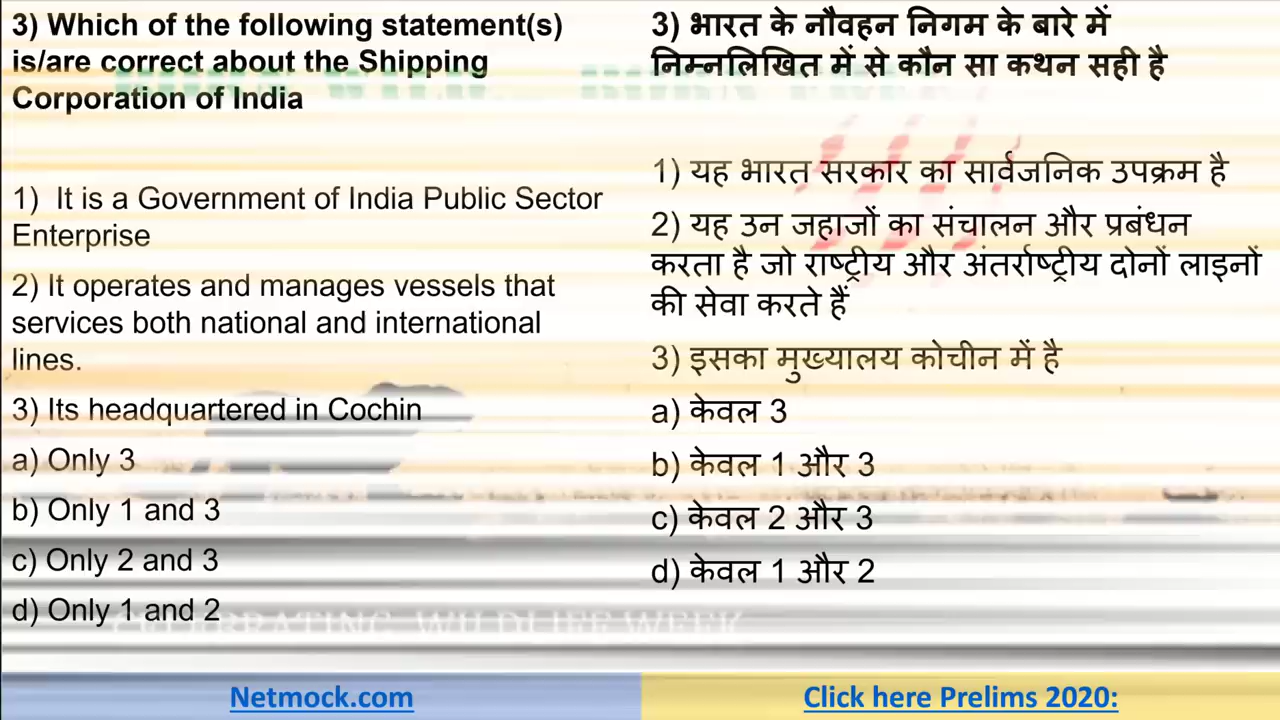 3) Which of the following statement(s)
is/are correct about the Shipping
Corporation of India
1)  It is a Government of India Public Sector
Enterprise
2) It operates and manages vessels that
services both national and international
lines.
3) Its headquartered in Cochin
a) Only 3
b) Only 1 and 3
c) Only 2 and 3
d) Only 1 and 2
3) भारत के नौवहन निगम के बारे में
निम्नलिखित में से कौन सा कथन सही है
1) यह भारत सरकार का सार्वजनिक उपक्रम है
2) यह उन जहाजों का संचालन और प्रबंधन
करता है जो राष्ट्रीय और अंतर्राष्ट्रीय दोनों लाइनों
की सेवा करते हैं
3) इसका मुख्यालय कोचीन में है
a) केवल 3
b) केवल 1 और 3
c) केवल 2 और 3
d) केवल 1 और 2
CELEBRATING WILDLIFE WEEK
Netmock.com
Click here Prelims 2020: